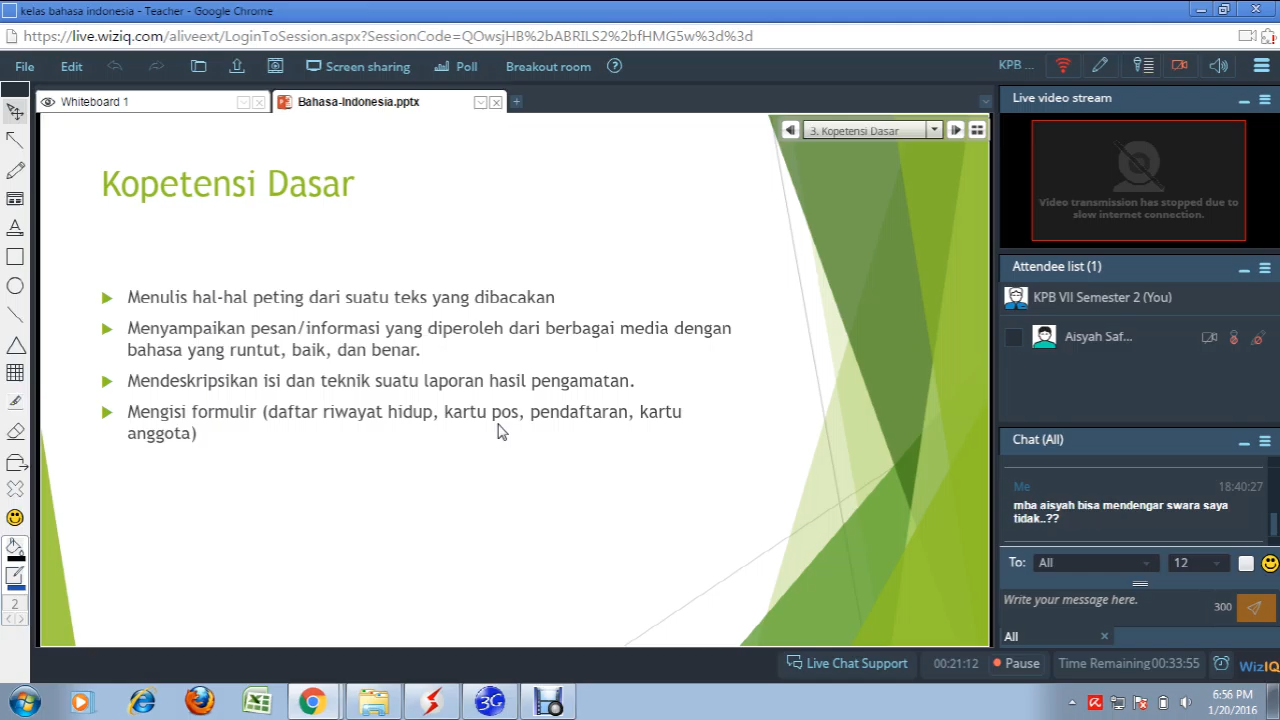 kelas bahasa indonesia - Teacher - Google Chrome
https://live.wiziq.com/aliveext/LoginToSession.aspx?SessionCode=QOwsjHB%2bABRILS2%2bfHMG5w%3d%3d
File Edit Screen sharing Poll Breakout room ? KPB ...
Whiteboard 1 Bahasa-Indonesia.pptx +
Live video stream
3. Kopetensi Dasar
Kopetensi Dasar
Video transmission has stopped due to
slow internet connection.
Attendee list (1)
KPB VII Semester 2 (You)
Aisyah Saf...
Menulis hal-hal peting dari suatu teks yang dibacakan
Menyampaikan pesan/informasi yang diperoleh dari berbagai media dengan
bahasa yang runtut, baik, dan benar.
Mendeskripsikan isi dan teknik suatu laporan hasil pengamatan.
Mengisi formulir (daftar riwayat hidup, kartu pos, pendaftaran, kartu
anggota)
Chat (All)
Me 18:40:27
mba aisyah bisa mendengar swara saya
tidak..??
To: All 12
Write your message here. 300
All
2
Live Chat Support 00:21:12 Pause Time Remaining 00:33:55 WizIQ
3G
6:56 PM
1/20/2016